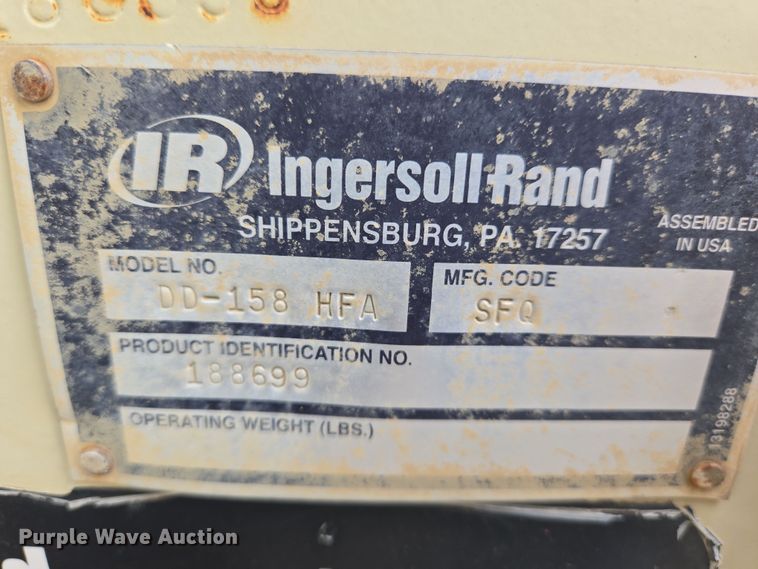 IR Ingersoll-Rand
SHIPPENSBURG, PA. 17257
ASSEMBLED
IN USA
MODEL NO.
DD-158 HFA
MFG. CODE
SFQ
PRODUCT IDENTIFICATION NO.
188699
OPERATING WEIGHT (LBS.)
13198288
Purple Wave Auction